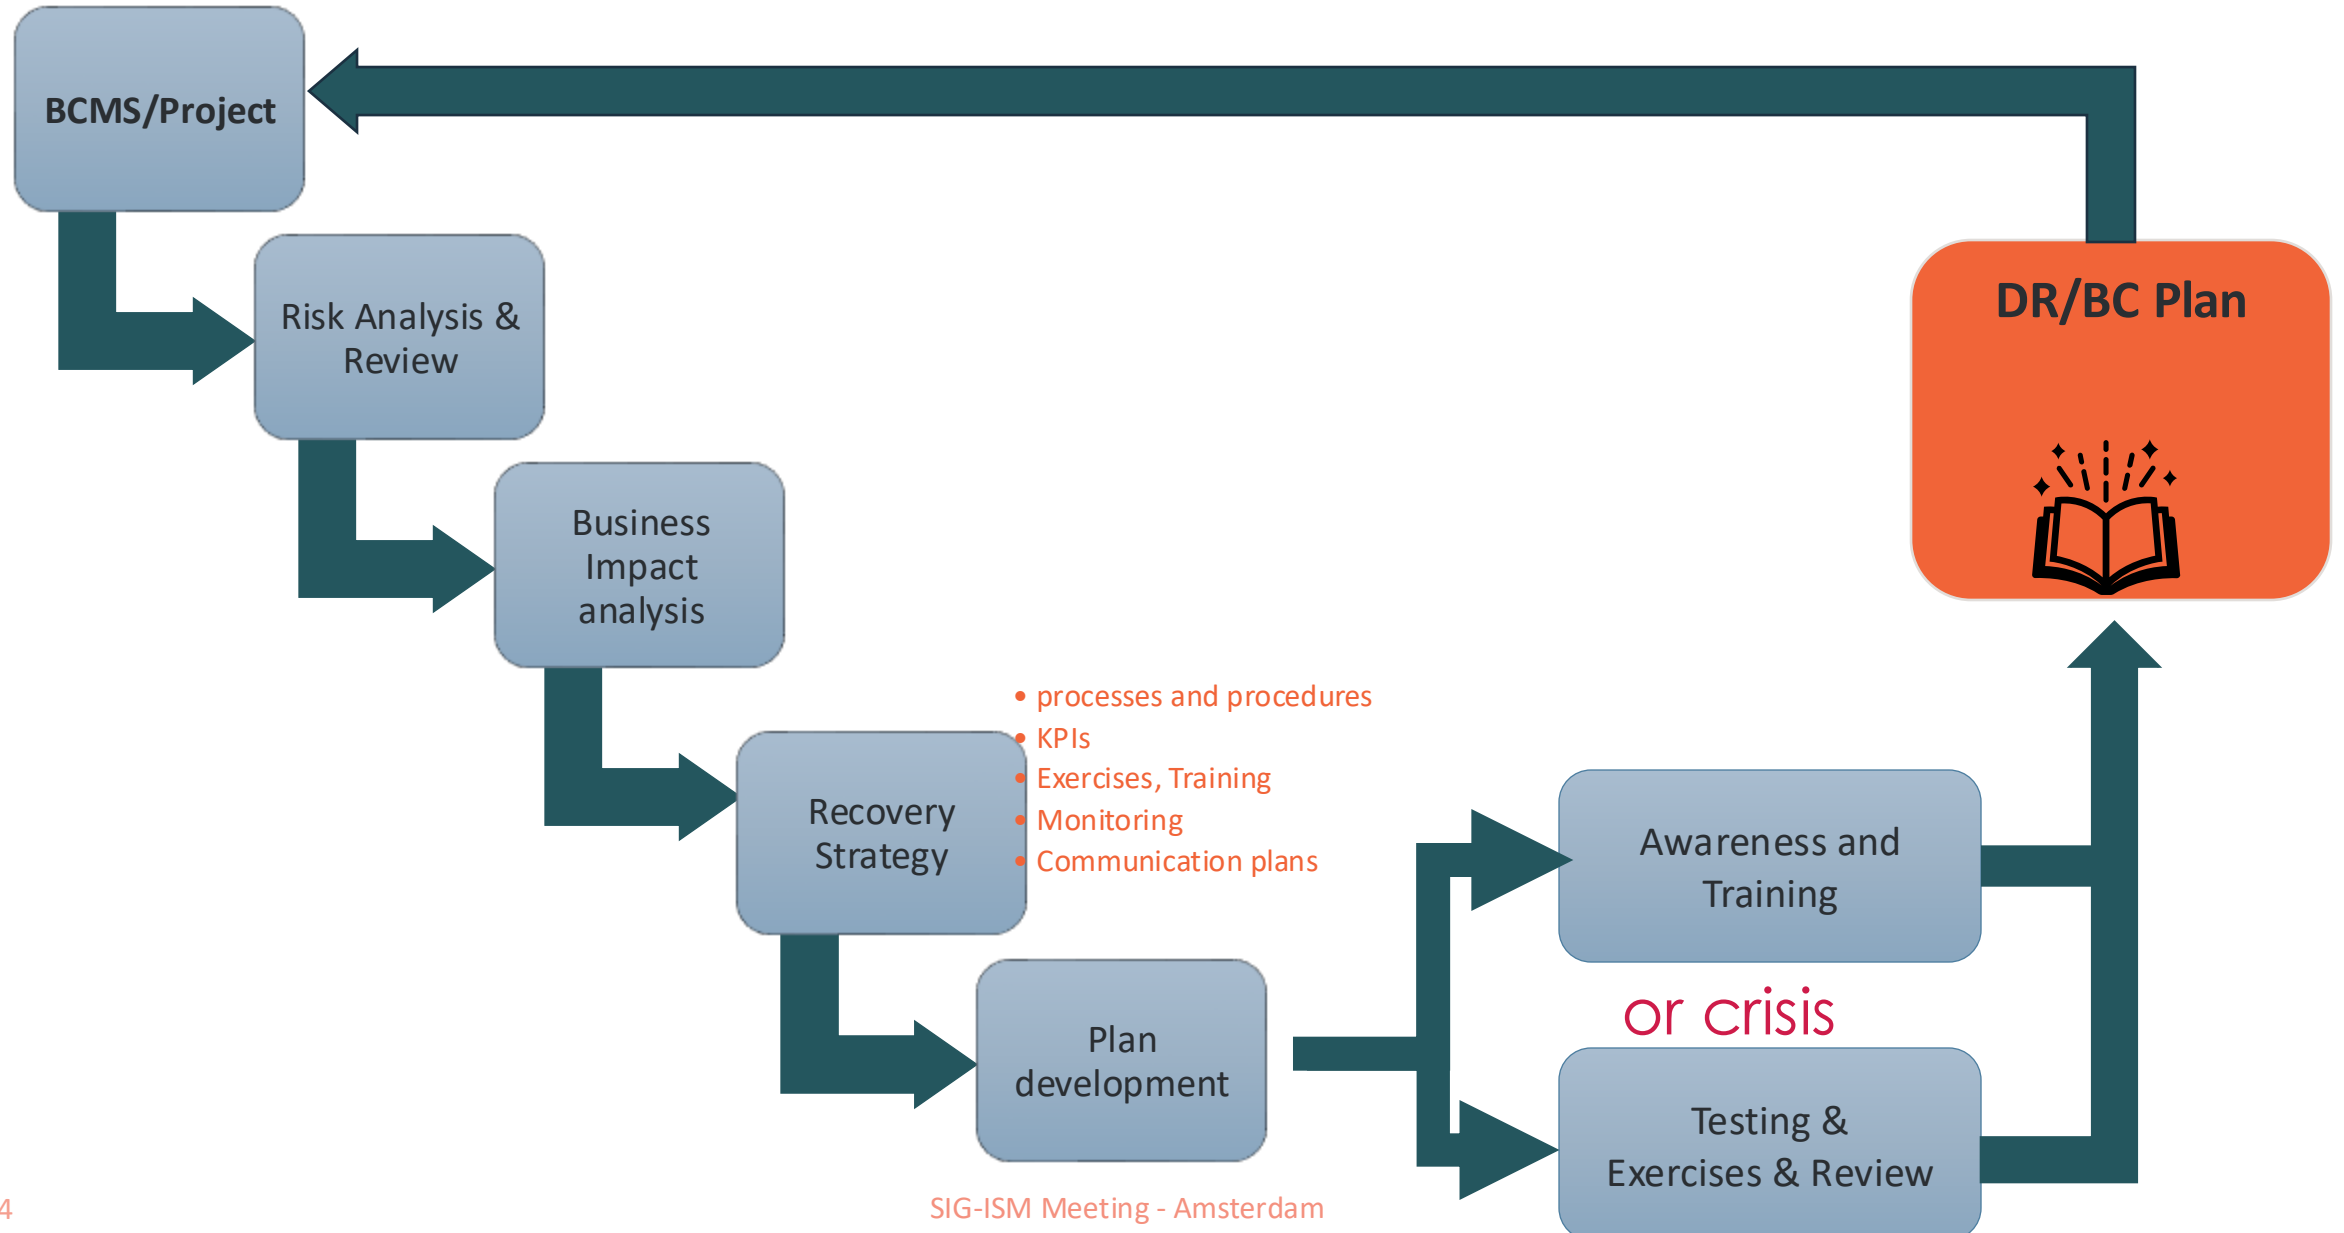 BCMS/Project
Risk Analysis &
Review
Business
Impact
analysis
• processes and procedures
• KPIs
• Exercises, Training
• Monitoring
• Communication plans
Recovery
Strategy
Plan
development
DR/BC Plan
Awareness and
Training
or crisis
Testing &
Exercises & Review
4
SIG-ISM Meeting - Amsterdam